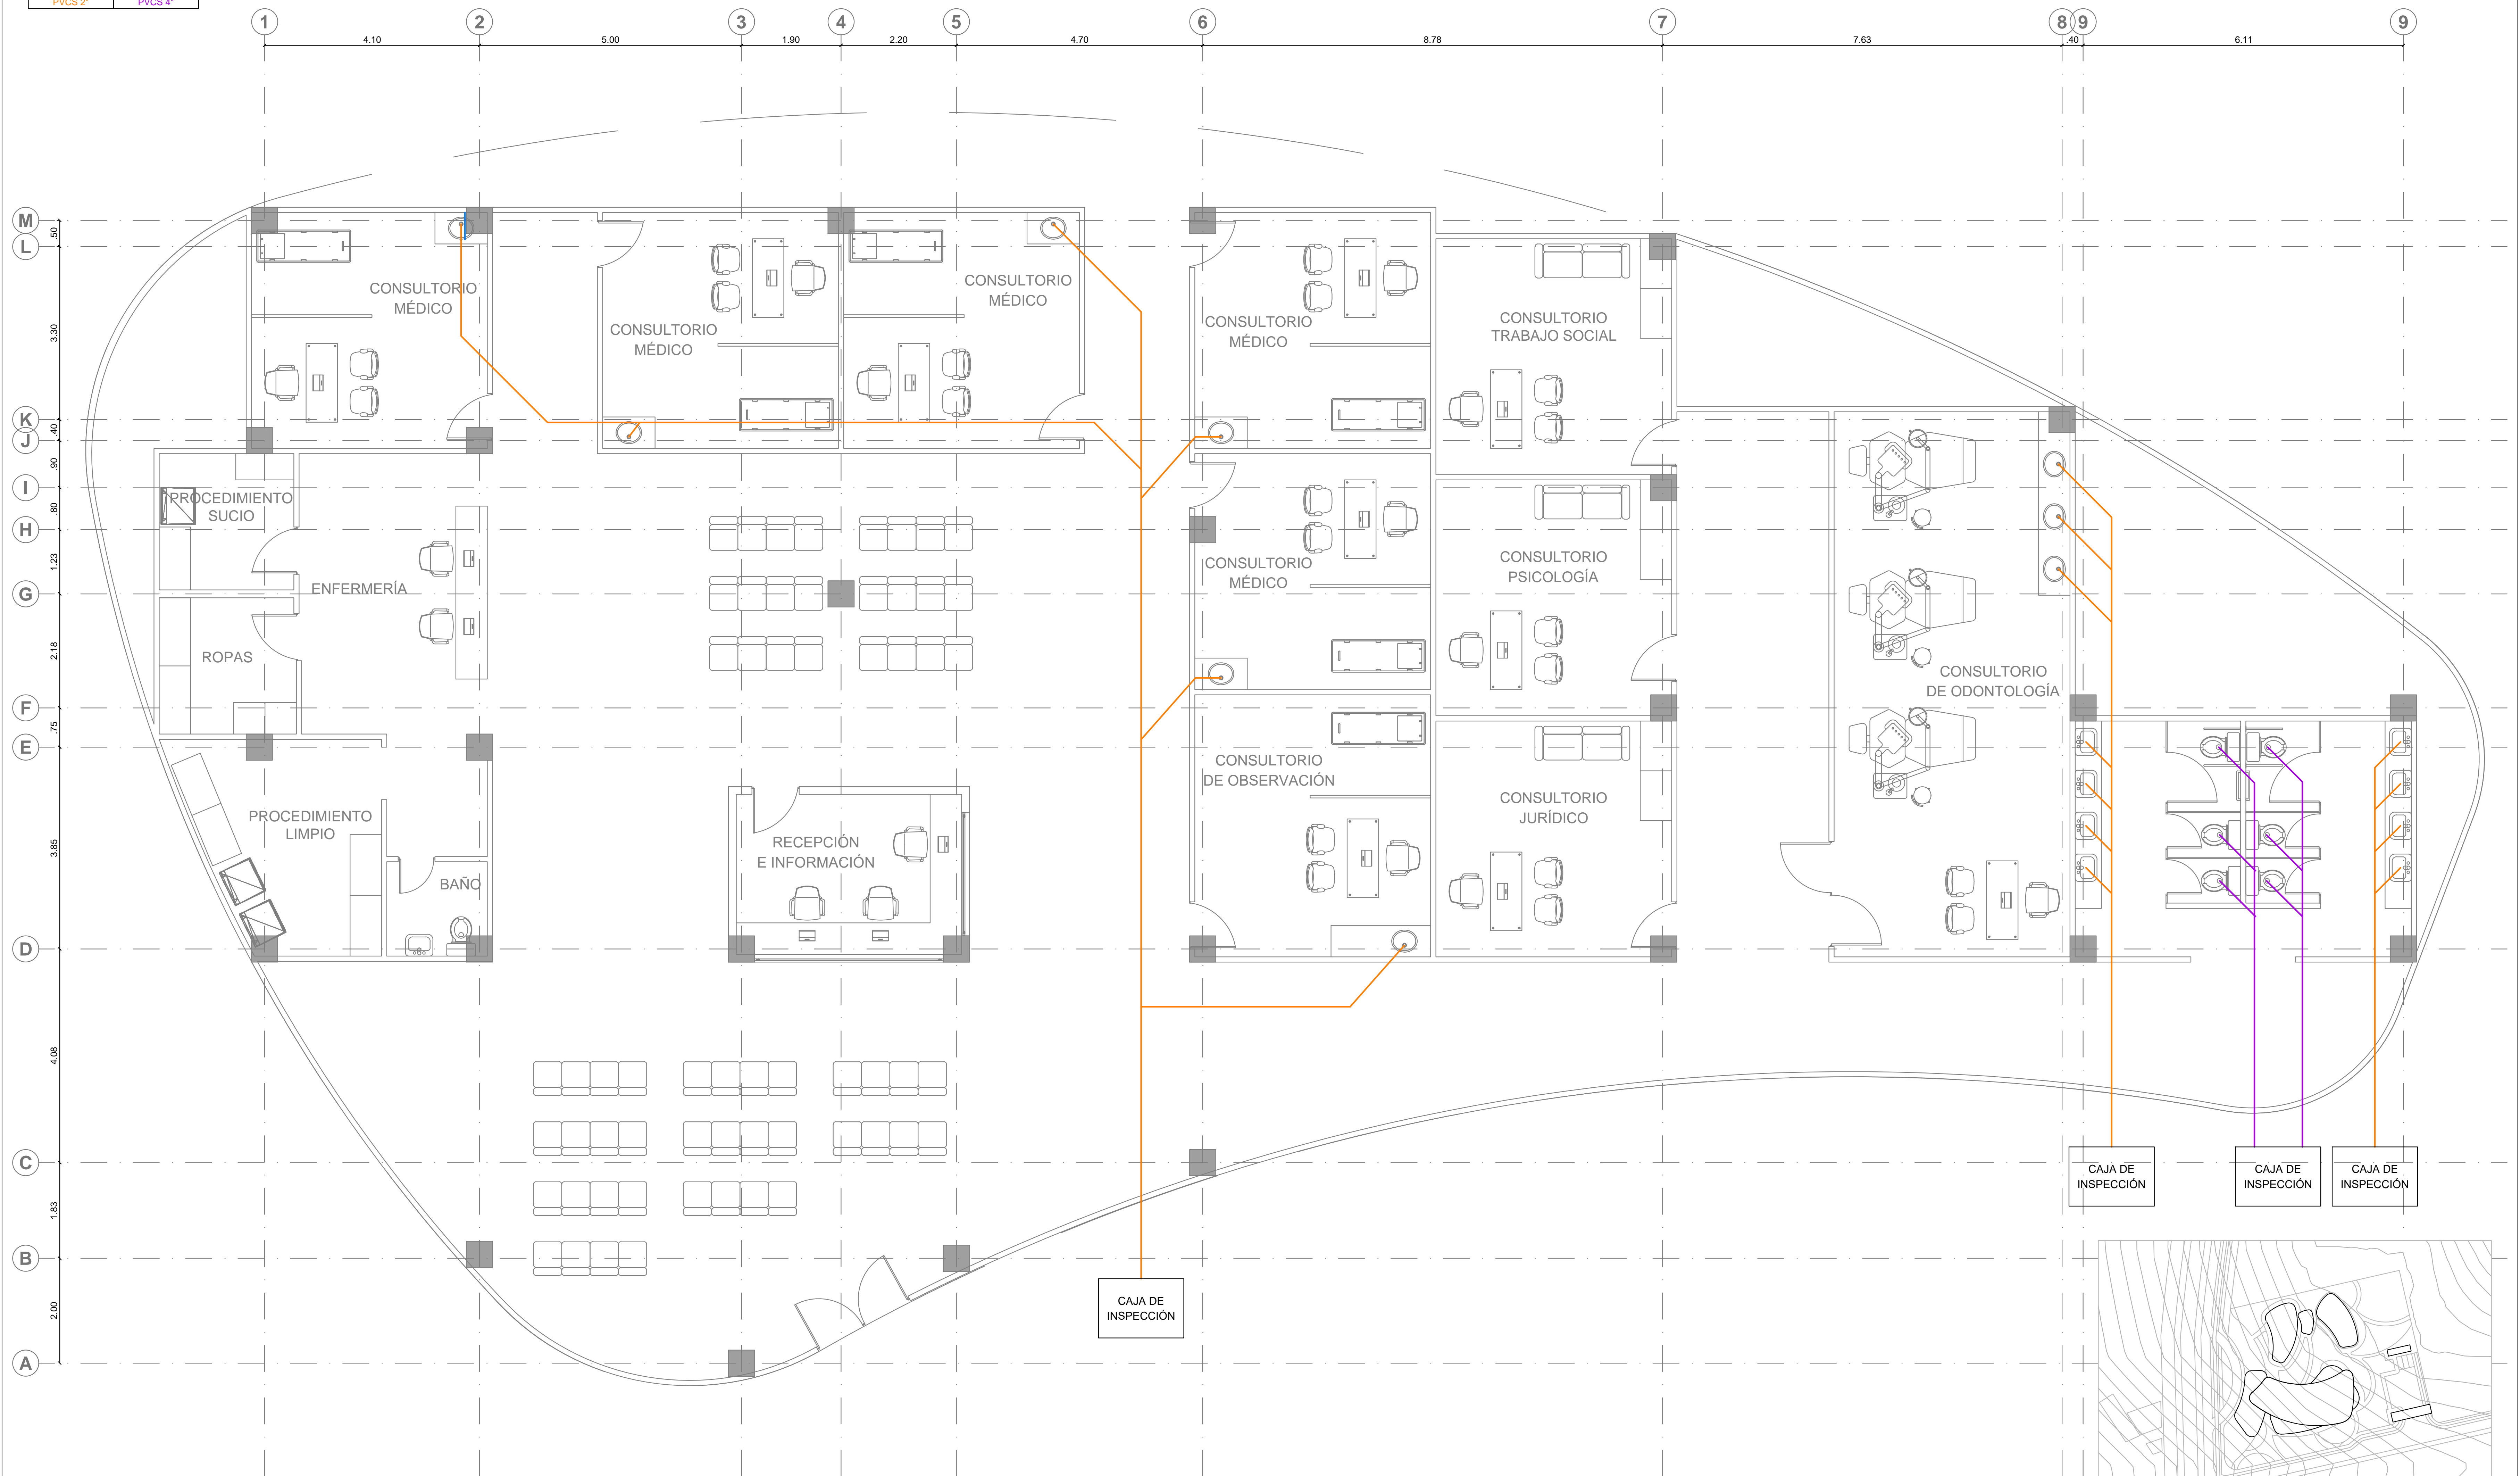 PVCS 2"
PVCS 4"
1
2
3
4
5
6
7
8
9
9
4.10
5.00
1.90
2.20
4.70
8.78
7.63
.40
6.11
M
.50
L
3.30
K
.40
J
.90
I
.80
H
1.23
G
2.18
F
.75
E
3.85
D
4.08
C
1.83
B
2.00
A
CONSULTORIO
MÉDICO
CONSULTORIO
MÉDICO
CONSULTORIO
MÉDICO
CONSULTORIO
MÉDICO
CONSULTORIO
TRABAJO SOCIAL
PROCEDIMIENTO
SUCIO
ENFERMERÍA
ROPAS
CONSULTORIO
MÉDICO
CONSULTORIO
PSICOLOGÍA
CONSULTORIO
DE ODONTOLOGÍA
PROCEDIMIENTO
LIMPIO
BAÑO
RECEPCIÓN
E INFORMACIÓN
CONSULTORIO
DE OBSERVACIÓN
CONSULTORIO
JURÍDICO
CAJA DE
INSPECCIÓN
CAJA DE
INSPECCIÓN
CAJA DE
INSPECCIÓN
CAJA DE
INSPECCIÓN